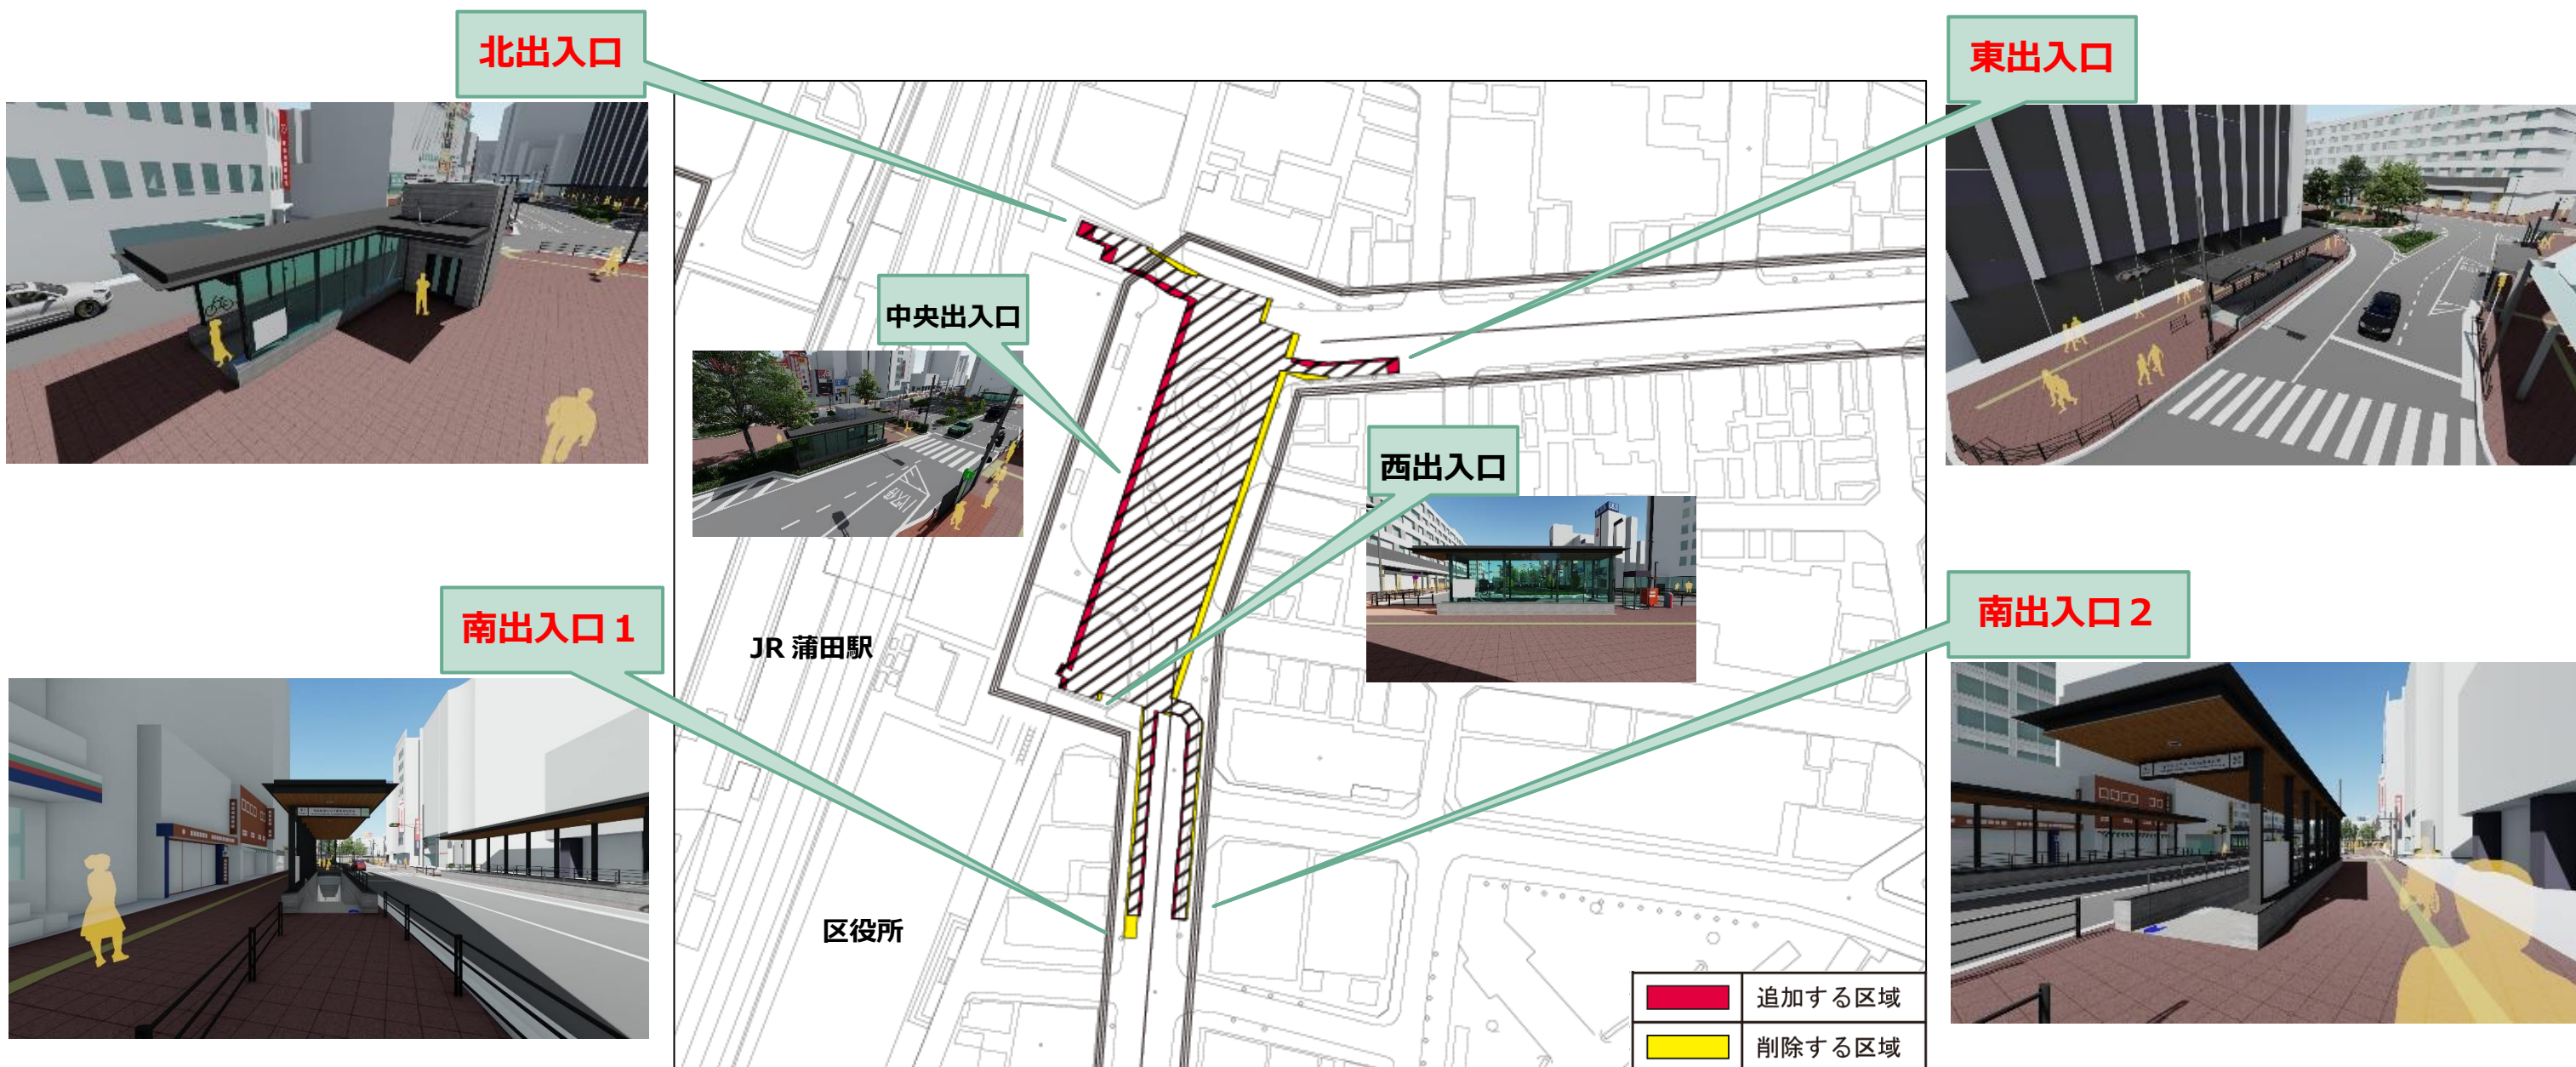 北出入口
東出入口
中央出入口
西出入口
南出入口１
JR 蒲田駅
南出入口２
区役所
追加する区域
削除する区域